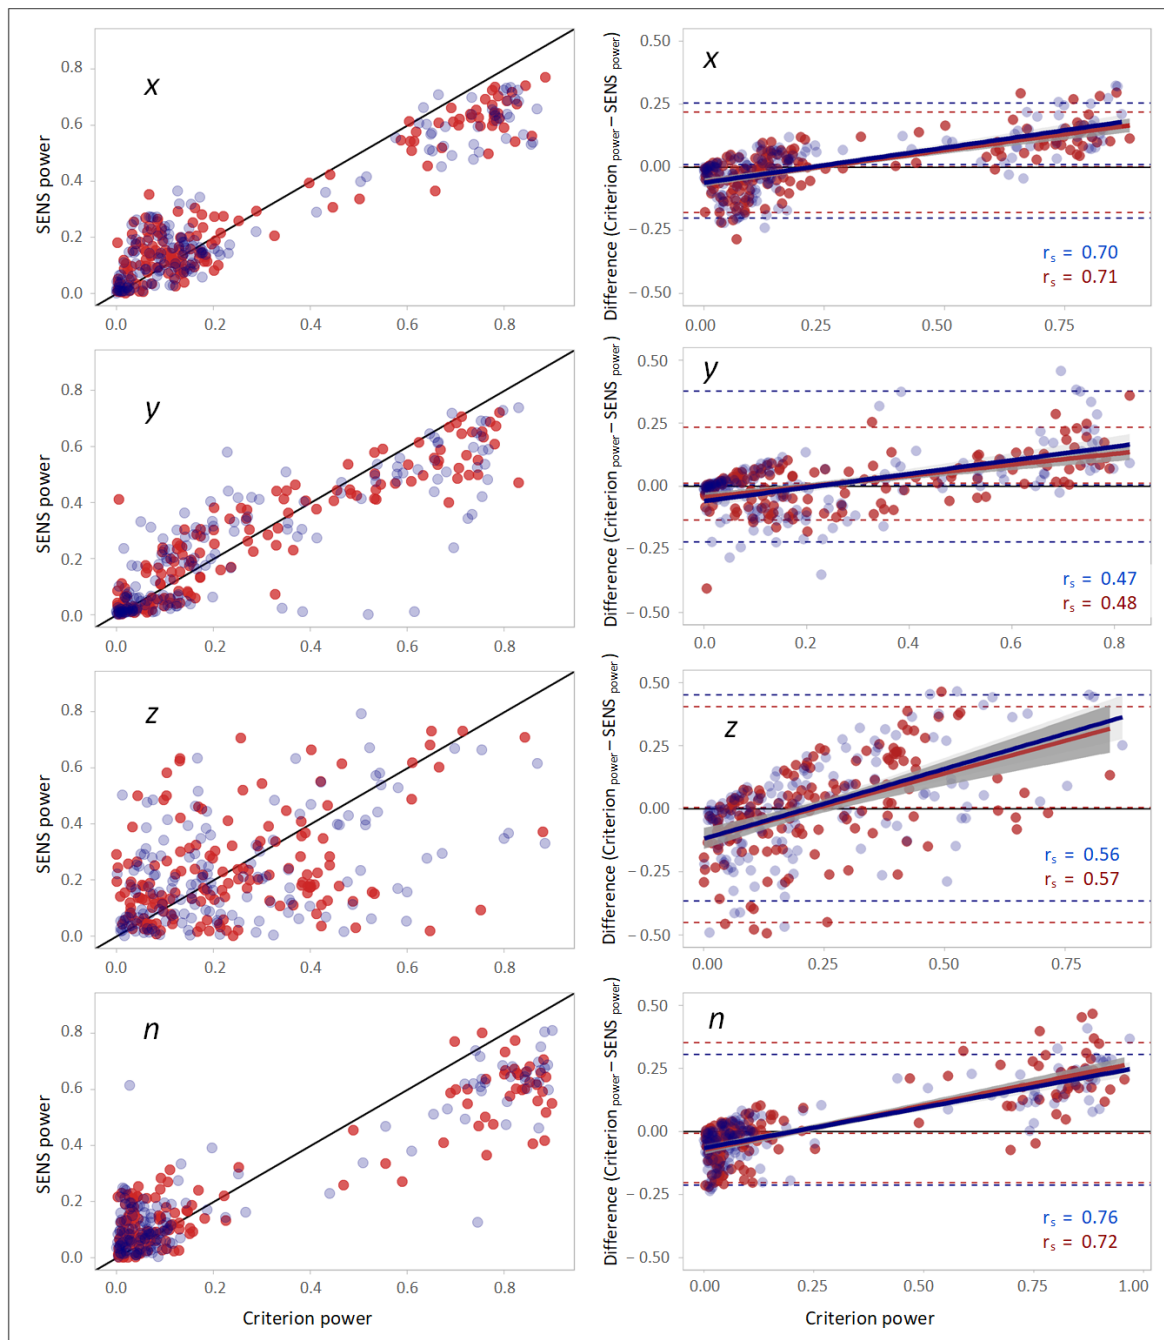 x
SENS power
0.8
0.6
0.4
0.2
0.0
0.0 0.2 0.4 0.6 0.8
x
Difference (Criterion power − SENS power)
0.50
0.25
0.00
− 0.25
− 0.50
rs = 0.70
rs = 0.71
0.00 0.25 0.50 0.75
y
SENS power
0.8
0.6
0.4
0.2
0.0
0.0 0.2 0.4 0.6 0.8
y
Difference (Criterion power − SENS power)
0.50
0.25
0.00
− 0.25
− 0.50
rs = 0.47
rs = 0.48
0.0 0.2 0.4 0.6 0.8
z
SENS power
0.8
0.6
0.4
0.2
0.0
0.0 0.2 0.4 0.6 0.8
z
Difference (Criterion power − SENS power)
0.50
0.25
0.00
− 0.25
− 0.50
rs = 0.56
rs = 0.57
0.00 0.25 0.50 0.75
n
SENS power
0.8
0.6
0.4
0.2
0.0
0.0 0.2 0.4 0.6 0.8
Criterion power
n
Difference (Criterion power − SENS power)
0.50
0.25
0.00
− 0.25
− 0.50
rs = 0.76
rs = 0.72
0.00 0.25 0.50 0.75 1.00
Criterion power